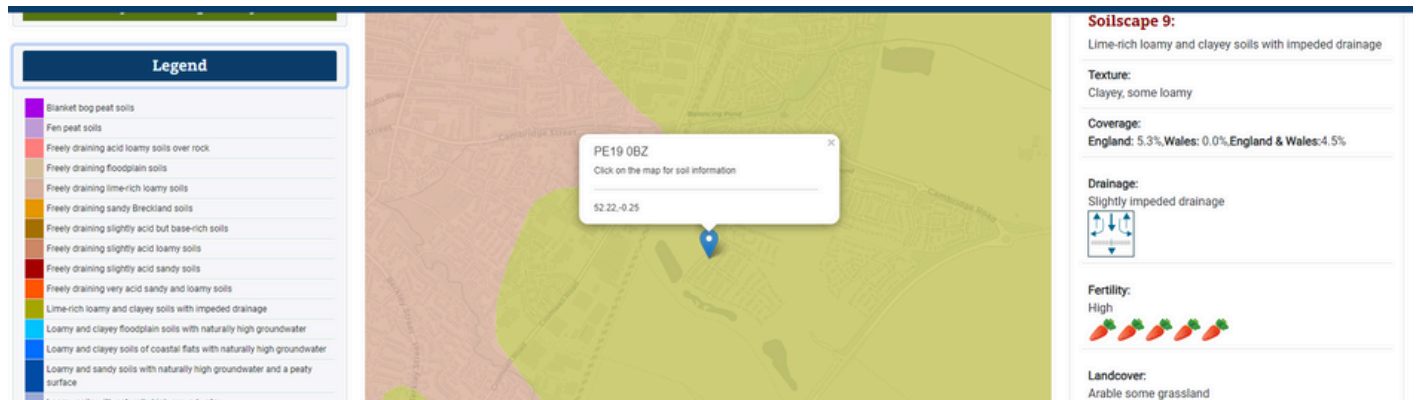 Legend
Blanket bog peat soils
Fen peat soils
Freely draining acid loamy soils over rock
Freely draining floodplain soils
Freely draining lime-rich loamy soils
Freely draining sandy Breckland soils
Freely draining slightly acid but base-rich soils
Freely draining slightly acid loamy soils
Freely draining slightly acid sandy soils
Freely draining very acid sandy and loamy soils
Lime-rich loamy and clayey soils with impeded drainage
Loamy and clayey floodplain soils with naturally high groundwater
Loamy and clayey soils of coastal flats with naturally high groundwater
Loamy and sandy soils with naturally high groundwater and a peaty
surface
Street
Cambridge Street
Balancing Pond
Cambridge Road
PE19 0BZ
×
Click on the map for soil information
52.22,-0.25
Soilscape 9:
Lime-rich loamy and clayey soils with impeded drainage
Texture:
Clayey, some loamy
Coverage:
England: 5.3%,Wales: 0.0%,England & Wales:4.5%
Drainage:
Slightly impeded drainage
Fertility:
High
Landcover:
Arable some grassland